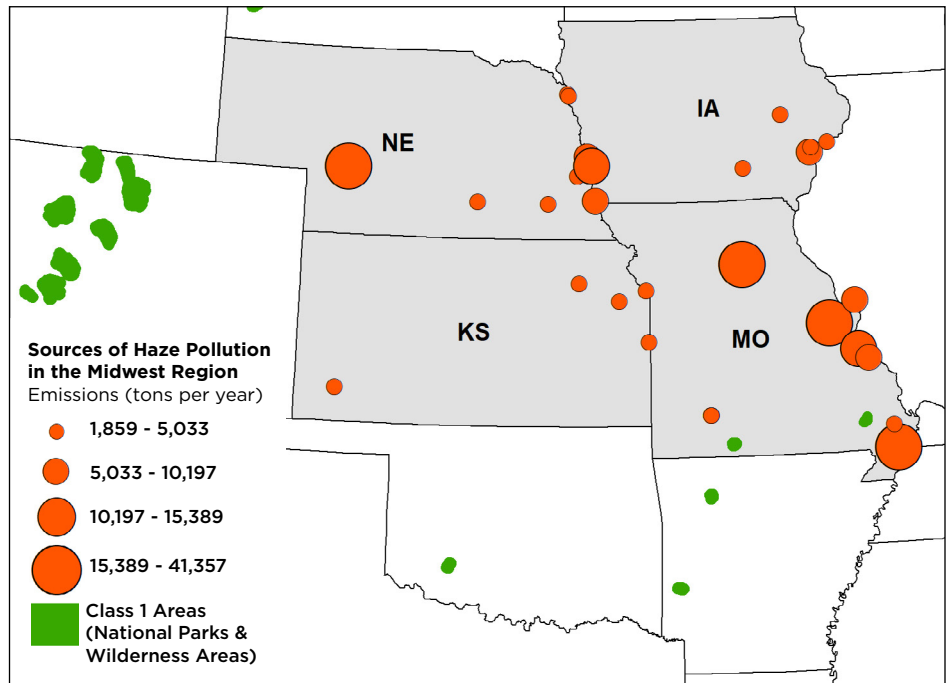 IA
NE
KS
MO
Sources of Haze Pollution
in the Midwest Region
Emissions (tons per year)
1,859 - 5,033
5,033 - 10,197
10,197 - 15,389
15,389 - 41,357
Class 1 Areas
(National Parks &
Wilderness Areas)